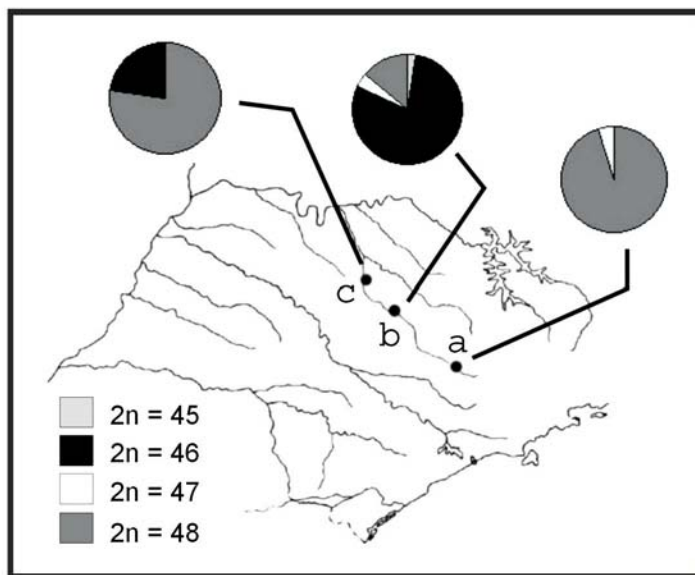 c
b
a
2n = 45
2n = 46
2n = 47
2n = 48